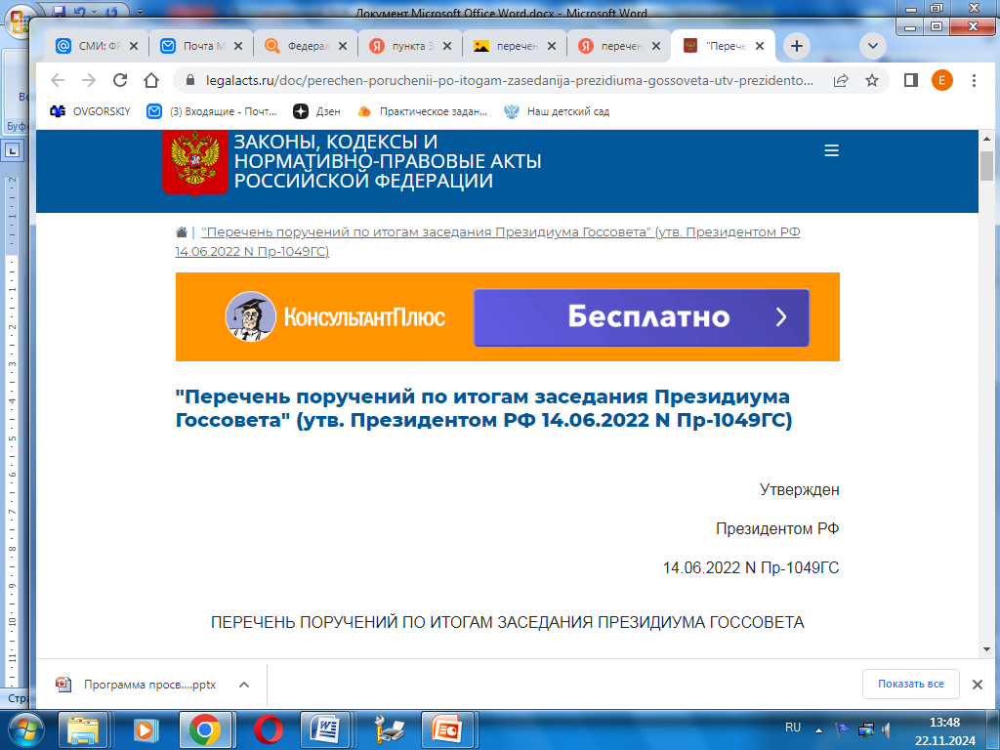 Документ Microsoft Office Word.docx - Microsoft Word
СМИ: Ф
Почта М
Федерал
пункта 3
перечен
перечен
"Перече
legalacts.ru/doc/perechen-poruchenii-po-itogam-zasedanija-prezidiuma-gossoveta-utv-prezidento...
E
OVGORSKIY
(3) Входящие - Почт...
Дзен
Практическое задан...
Наш детский сад
Буф
ЗАКОНЫ, КОДЕКСЫ И
НОРМАТИВНО-ПРАВОВЫЕ АКТЫ
РОССИЙСКОЙ ФЕДЕРАЦИИ
| "Перечень поручений по итогам заседания Президиума Госсовета" (утв. Президентом РФ
14.06.2022 N Пр-1049ГС)
КонсультантПлюс
Бесплатно
"Перечень поручений по итогам заседания Президиума
Госсовета" (утв. Президентом РФ 14.06.2022 N Пр-1049ГС)
Утвержден
Президентом РФ
14.06.2022 N Пр-1049ГС
ПЕРЕЧЕНЬ ПОРУЧЕНИЙ ПО ИТОГАМ ЗАСЕДАНИЯ ПРЕЗИДИУМА ГОССОВЕТА
Программа просв....pptx
Показать все
Стр
RU
13:48
22.11.2024